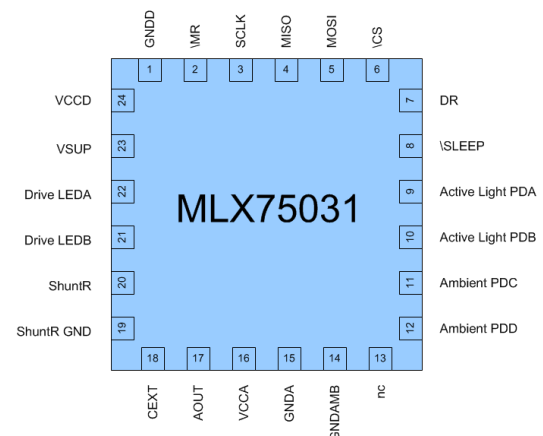 GNDD
\MR
SCLK
MISO
MOSI
\CS
1
2
3
4
5
6
VCCD 24
7 DR
VSUP 23
8 \SLEEP
Drive LEDA 22
9 Active Light PDA
MLX75031
Drive LEDB 21
10 Active Light PDB
ShuntR 20
11 Ambient PDC
ShuntR GND 19
12 Ambient PDD
18
17
16
15
14
13
CEXT
AOUT
VCCA
GNDA
GNDAMB
nc